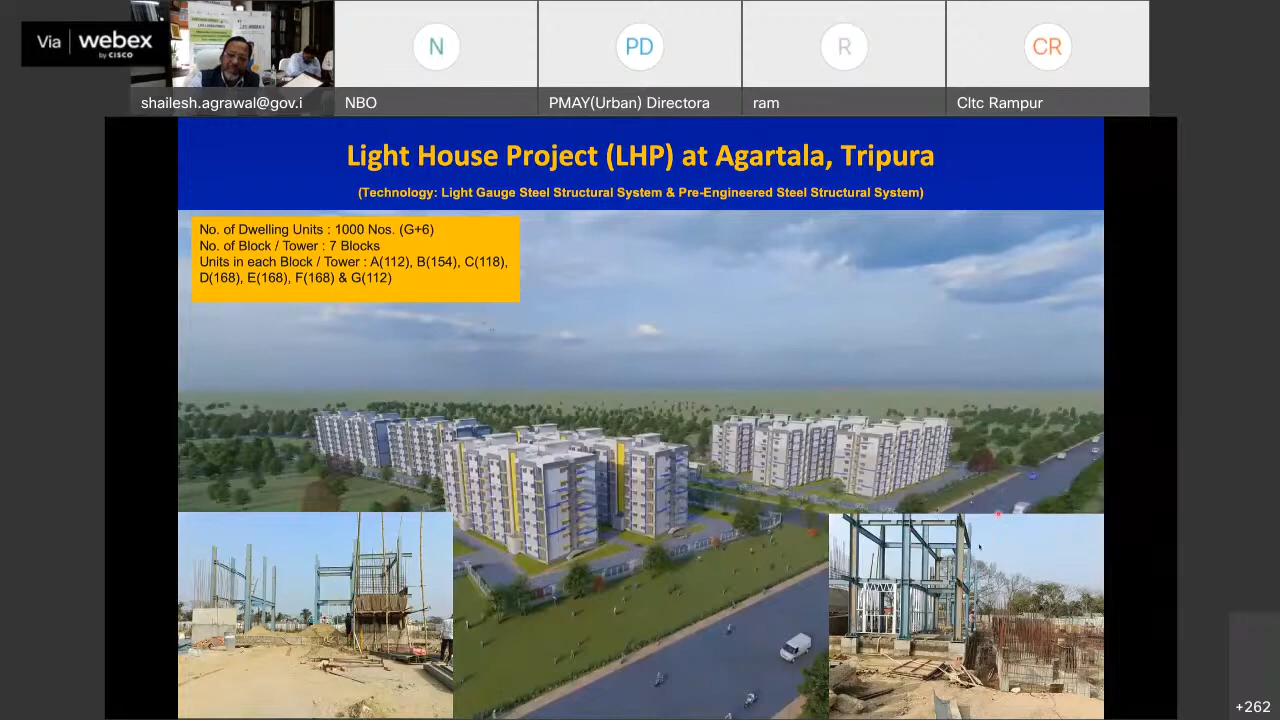 Via webex
by CISCO
N
PD
R
CR
shailesh.agrawal@gov.i
NBO
PMAY(Urban) Directora
ram
Cltc Rampur
Light House Project (LHP) at Agartala, Tripura
(Technology: Light Gauge Steel Structural System & Pre-Engineered Steel Structural System)
No. of Dwelling Units : 1000 Nos. (G+6)
No. of Block / Tower : 7 Blocks
Units in each Block / Tower : A(112), B(154), C(118),
D(168), E(168), F(168) & G(112)
+262